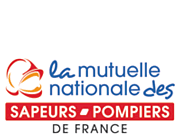 la mutuelle
nationale des
SAPEURS-POMPIERS
DE FRANCE